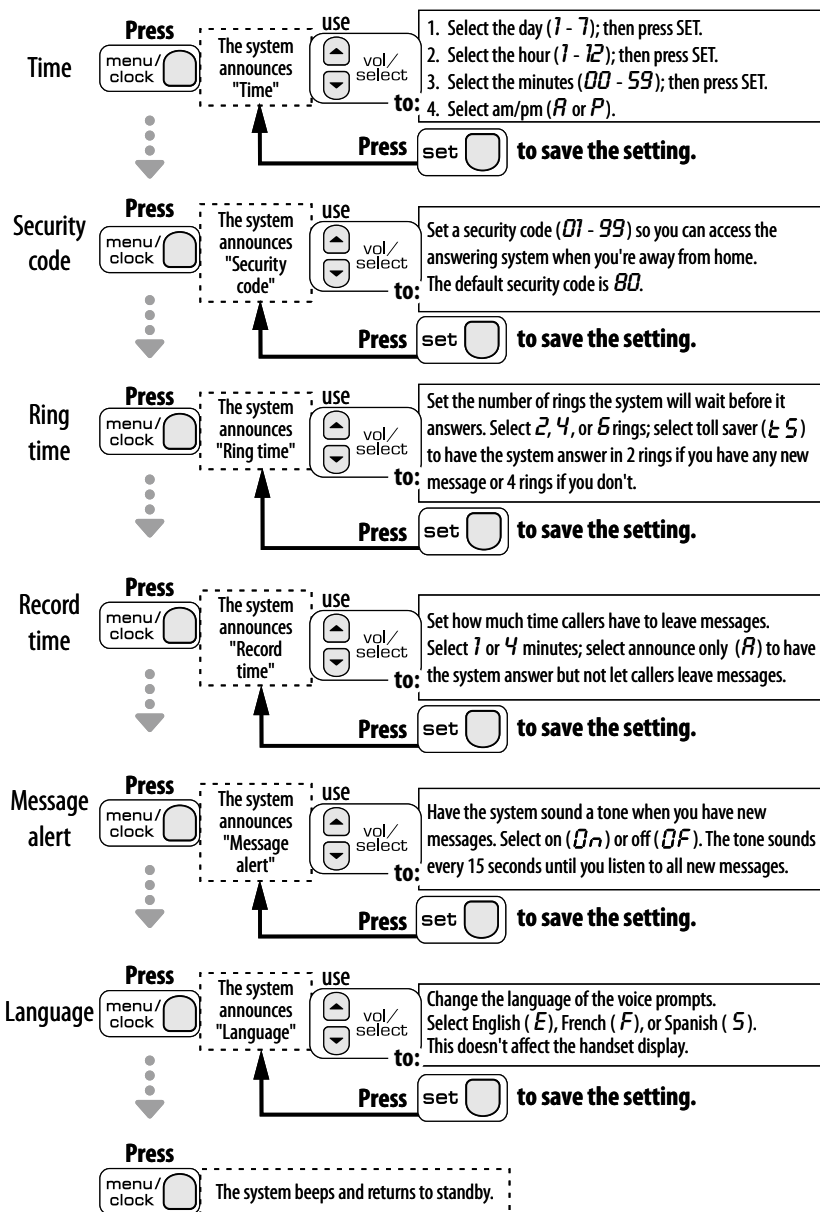 Time
Press
menu/
clock
The system
announces
"Time"
use
vol/
select
to:
1. Select the day (1 - 7); then press SET.
2. Select the hour (1 - 12); then press SET.
3. Select the minutes (00 - 59); then press SET.
4. Select am/pm (A or P).
Press set to save the setting.
Security
code
Press
menu/
clock
The system
announces
"Security
code"
use
vol/
select
to:
Set a security code (01 - 99) so you can access the
answering system when you're away from home.
The default security code is 80.
Press set to save the setting.
Ring
time
Press
menu/
clock
The system
announces
"Ring time"
use
vol/
select
to:
Set the number of rings the system will wait before it
answers. Select 2, 4, or 6 rings; select toll saver (t S)
to have the system answer in 2 rings if you have any new
message or 4 rings if you don't.
Press set to save the setting.
Record
time
Press
menu/
clock
The system
announces
"Record
time"
use
vol/
select
to:
Set how much time callers have to leave messages.
Select 1 or 4 minutes; select announce only (A) to have
the system answer but not let callers leave messages.
Press set to save the setting.
Message
alert
Press
menu/
clock
The system
announces
"Message
alert"
use
vol/
select
to:
Have the system sound a tone when you have new
messages. Select on (On) or off (OF). The tone sounds
every 15 seconds until you listen to all new messages.
Press set to save the setting.
Language
Press
menu/
clock
The system
announces
"Language"
use
vol/
select
to:
Change the language of the voice prompts.
Select English (E), French (F), or Spanish (S).
This doesn't affect the handset display.
Press set to save the setting.
Press
menu/
clock
The system beeps and returns to standby.